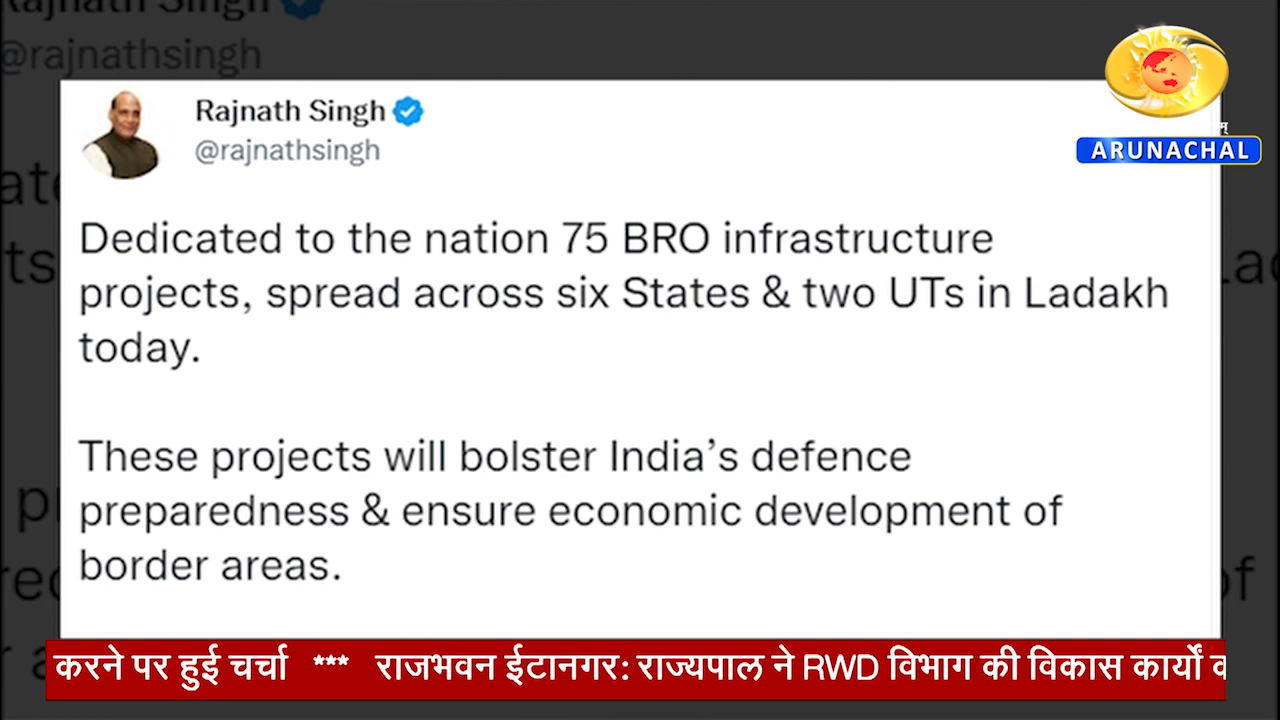 Rajnath Singh
@rajnathsingh
ARUNACHAL
Dedicated to the nation 75 BRO infrastructure
projects, spread across six States & two UTs in Ladakh
today.
These projects will bolster India’s defence
preparedness & ensure economic development of
border areas.
करने पर हुई चर्चा *** राजभवन ईटानगर: राज्यपाल ने RWD विभाग की विकास कार्यों